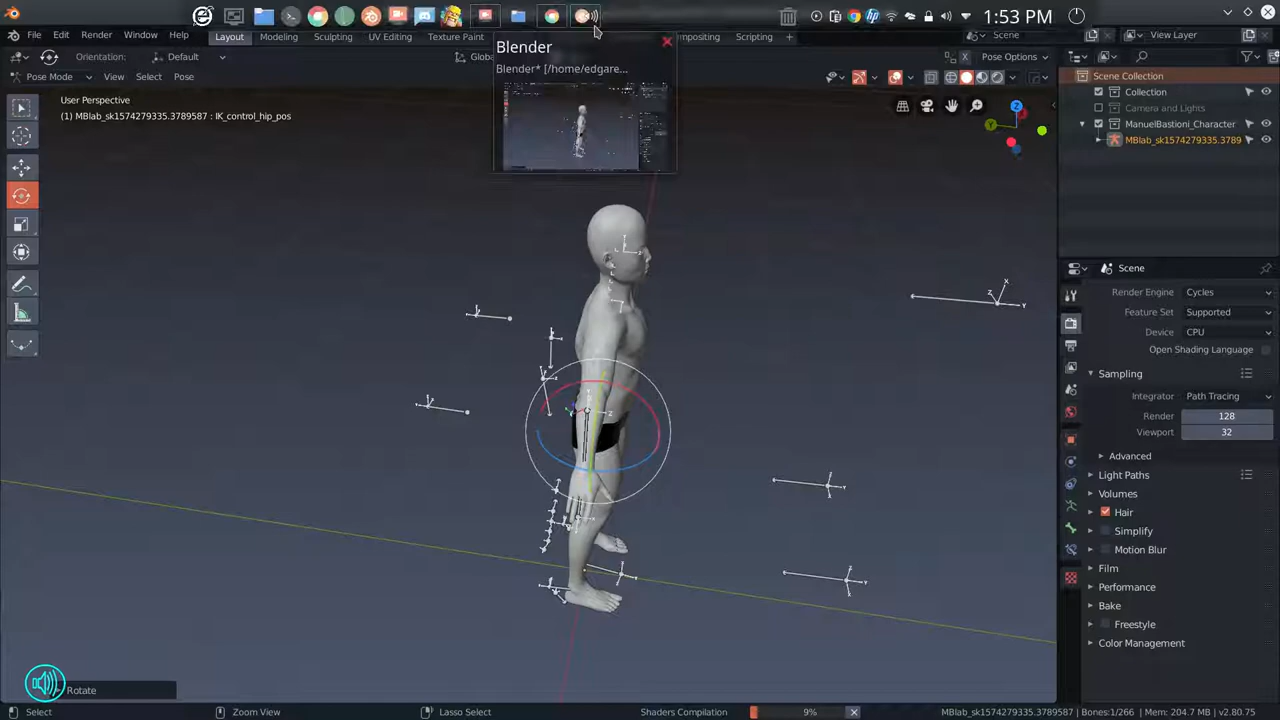 1:53 PM
File Edit Render Window Help
Layout Modeling Sculpting UV Editing Texture Paint
mpositing Scripting +
Scene
View Layer
Orientation: Default
Globa
Pose Options
Pose Mode View Select Pose
Blender
Blender* [/home/edgare...
User Perspective
(1) MBlab_sk1574279335.3789587 : IK_control_hip_pos
Scene Collection
Collection
Camera and Lights
ManuelBastioni_Character
MBlab_sk1574279335.3789
Scene
Render Engine Cycles
Feature Set Supported
Device CPU
Open Shading Language
Sampling
Integrator Path Tracing
Render 128
Viewport 32
Advanced
Light Paths
Volumes
Hair
Simplify
Motion Blur
Film
Performance
Bake
Freestyle
Color Management
Rotate
Select Zoom View Lasso Select Shaders Compilation 9% MBlab_sk1574279335.3789587 | Bones:1/266 | Mem: 204.7 MB | v2.80.75